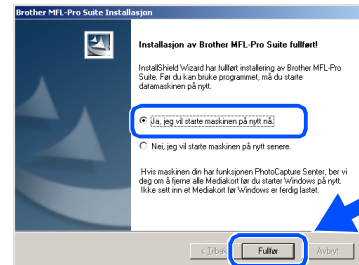 Brother MFL-Pro Suite Installasjon
Installasjon av Brother MFL-Pro Suite fullført!
InstallShield Wizard har fullført installering av Brother MFL-Pro
Suite. Før du kan bruke programmet, må du starte
datamaskinen på nytt.
Ja, jeg vil starte maskinen på nytt nå.
Nei, jeg vil starte maskinen på nytt senere.
Hvis maskinen din har funksjonen PhotoCapture Senter, ber vi
deg om å fjerne alle Mediakort før du starter Windows på nytt.
Ikke sett inn et Mediakort før Windows er ferdig lastet.
Fullfør
Avbryt